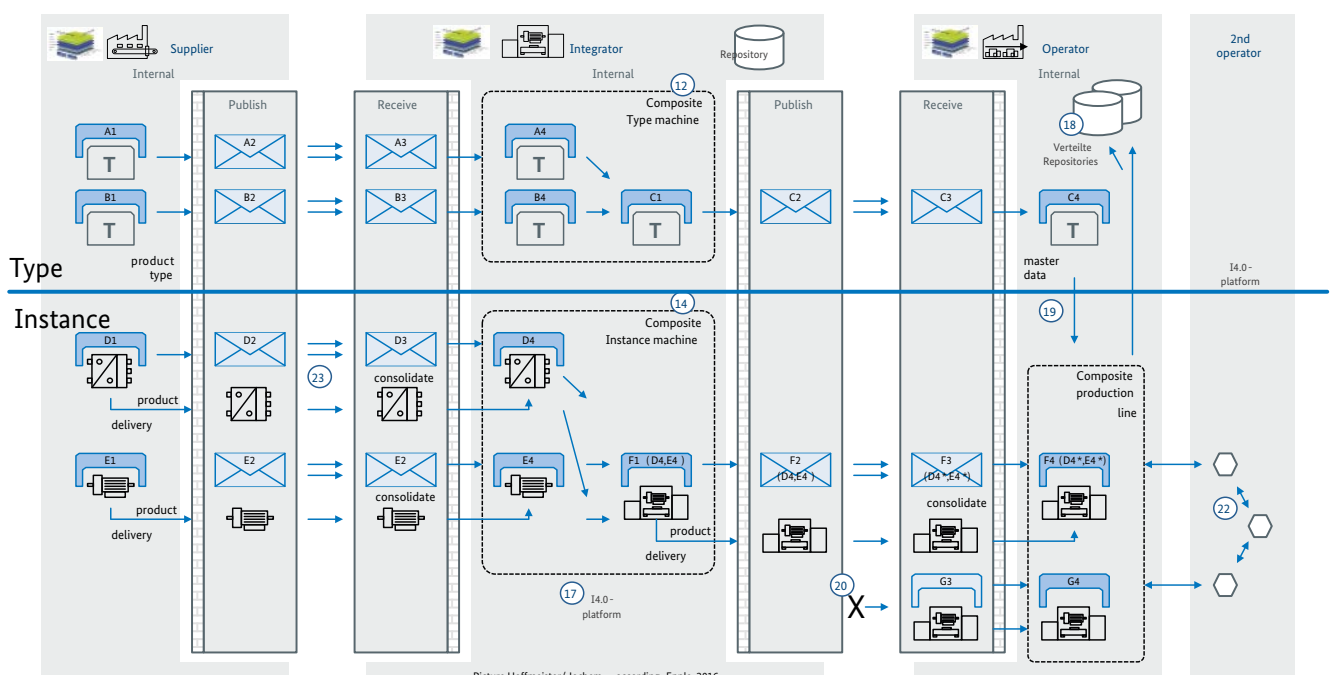 Supplier
Integrator
Repository
Operator
2nd
operator
Internal
Internal
Internal
Publish
Receive
12
Composite
Type machine
Publish
Receive
18
Verteilte
Repositories
A1
T
A2
A3
A4
T
B1
T
B2
B3
B4
T
C1
T
C2
C3
C4
T
product
type
master
data
I4.0-
platform
Type
Instance
14
Composite
Instance machine
19
D1
D2
D3
D4
23
consolidate
product
delivery
Composite
production
line
E1
E2
E2
E4
F1 (D4,E4 )
F2
(D4,E4 )
F3
(D4*,E4*)
F4 (D4*,E4*)
consolidate
consolidate
product
delivery
product
delivery
22
17
I4.0-
platform
20
X
G3
G4